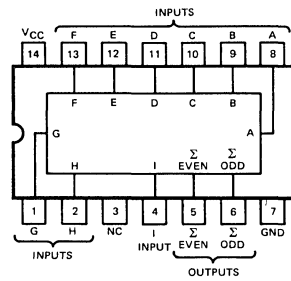 INPUTS
VCC F E D C B A
14 13 12 11 10 9 8
F E D C B
G A
H I Σ EVEN Σ ODD
1 2 3 4 5 6 7
G H NC I Σ EVEN Σ ODD GND
INPUTS INPUT OUTPUTS